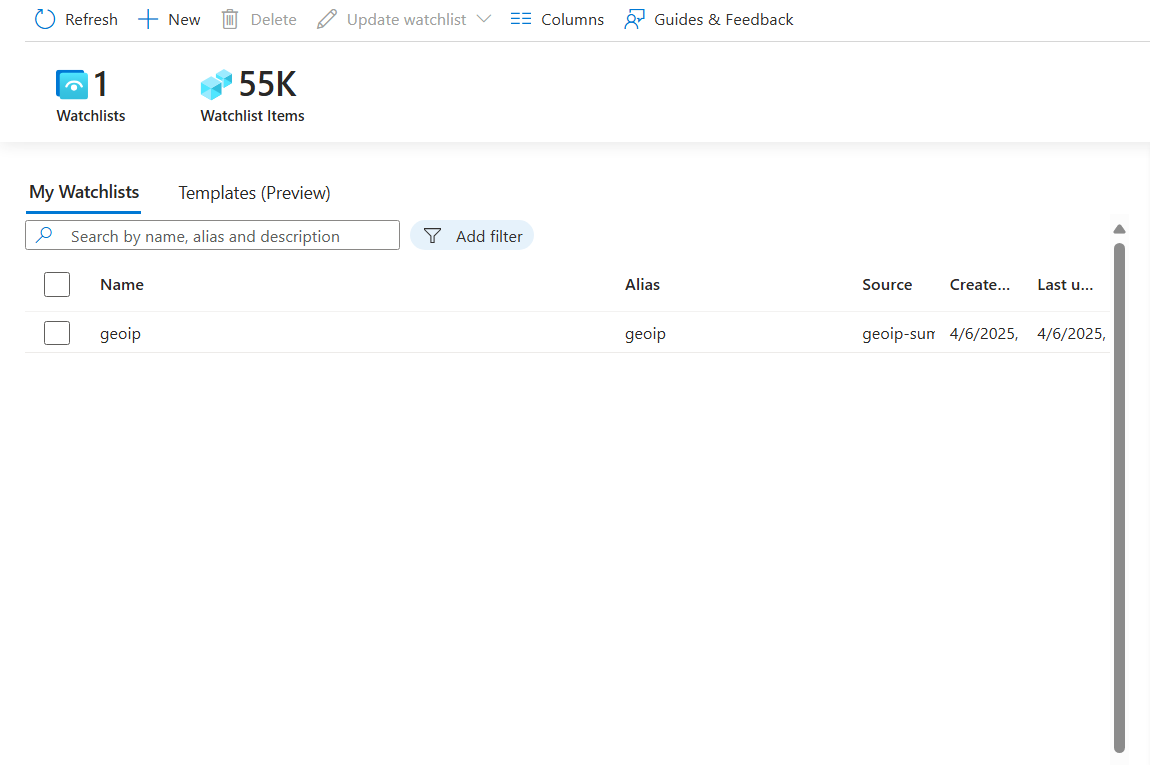 Refresh New Delete Update watchlist Columns Guides & Feedback
1 55K
Watchlists Watchlist Items
My Watchlists Templates (Preview)
Search by name, alias and description Add filter
Name Alias Source Create... Last u...
geoip geoip geoip-sum 4/6/2025, 4/6/2025,